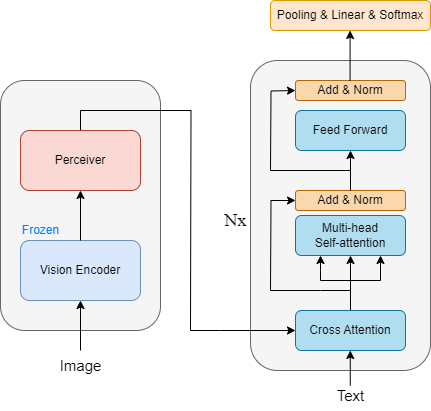 Pooling & Linear & Softmax
Add & Norm
Feed Forward
Perceiver
Add & Norm
Nx
Multi-head
Self-attention
Frozen
Vision Encoder
Cross Attention
Image
Text